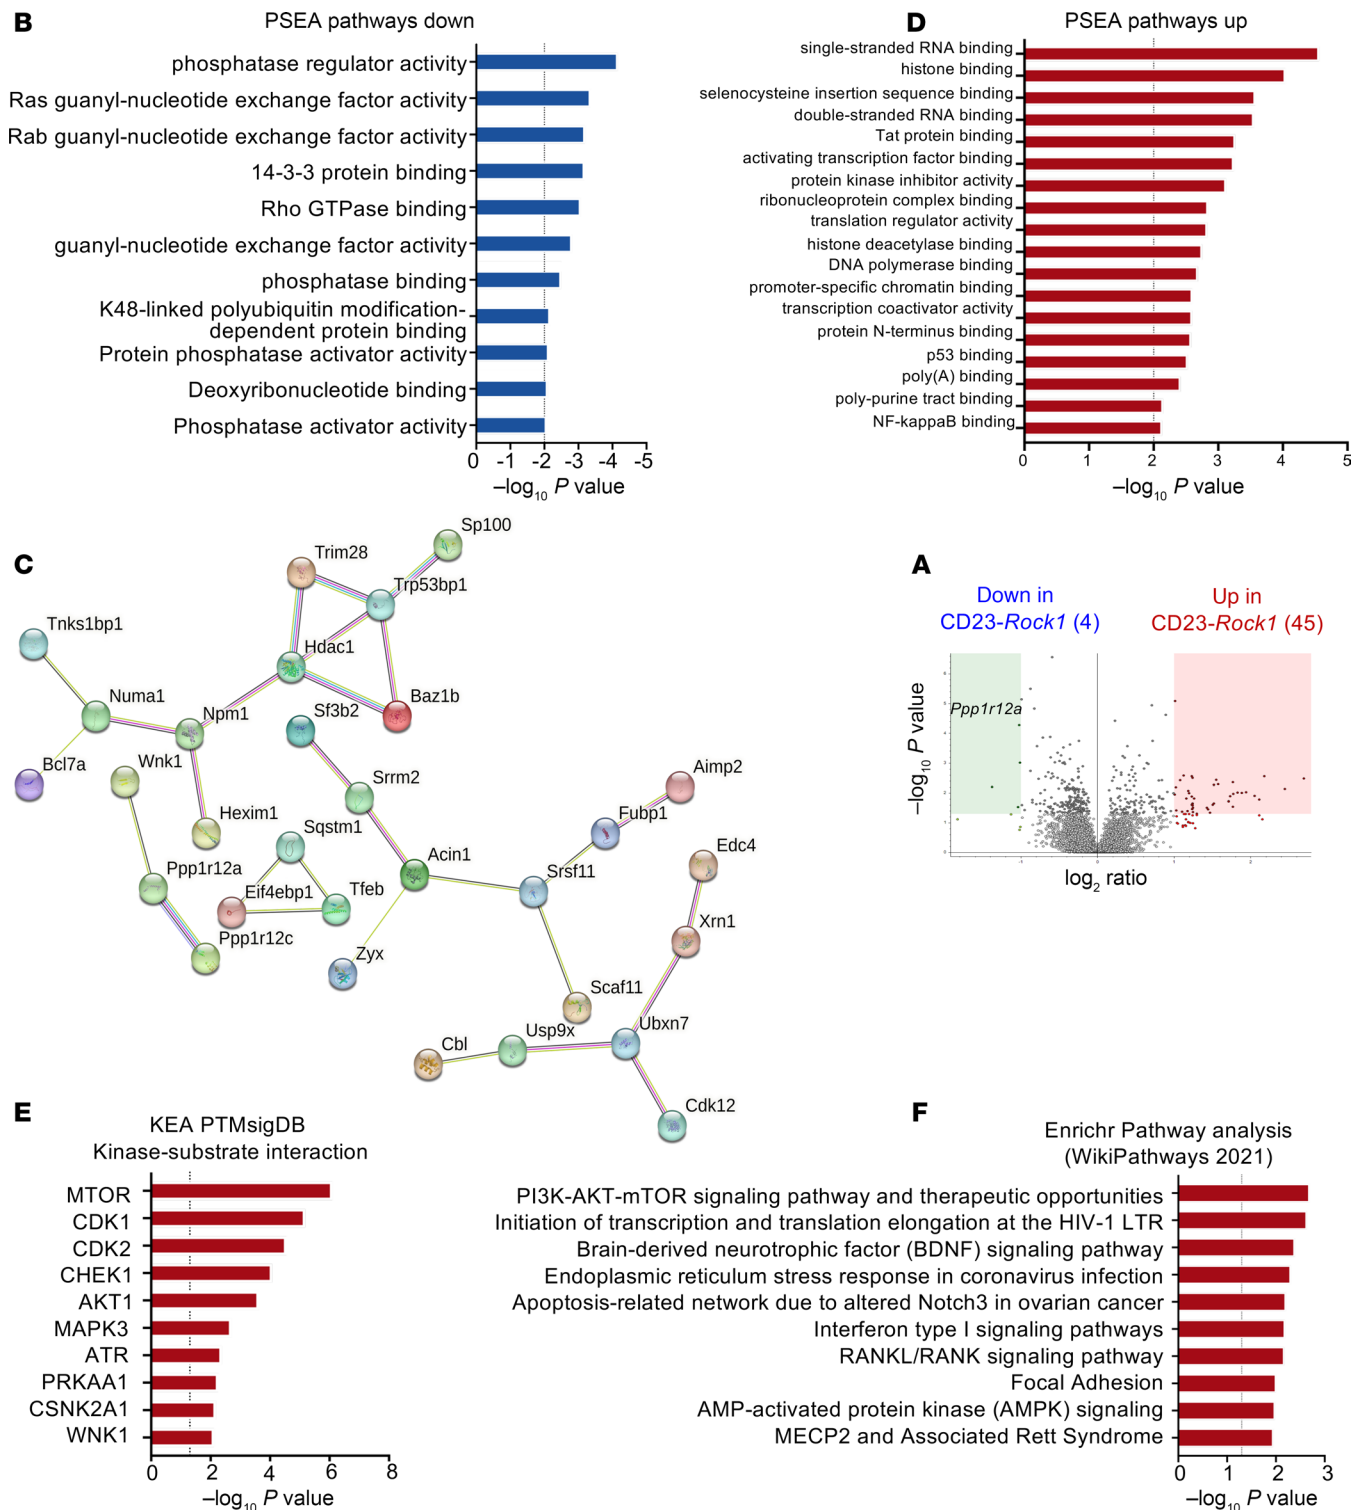 B
PSEA pathways down
phosphatase regulator activity
Ras guanyl-nucleotide exchange factor activity
Rab guanyl-nucleotide exchange factor activity
14-3-3 protein binding
Rho GTPase binding
guanyl-nucleotide exchange factor activity
phosphatase binding
K48-linked polyubiquitin modification-
dependent protein binding
Protein phosphatase activator activity
Deoxyribonucleotide binding
Phosphatase activator activity
0 -1 -2 -3 -4 -5
–log10 P value
D
PSEA pathways up
single-stranded RNA binding
histone binding
selenocysteine insertion sequence binding
double-stranded RNA binding
Tat protein binding
activating transcription factor binding
protein kinase inhibitor activity
ribonucleoprotein complex binding
translation regulator activity
histone deacetylase binding
DNA polymerase binding
promoter-specific chromatin binding
transcription coactivator activity
protein N-terminus binding
p53 binding
poly(A) binding
poly-purine tract binding
NF-kappaB binding
0 1 2 3 4 5
–log10 P value
C
Sp100
Trim28
Trp53bp1
Tnks1bp1
Hdac1
Numa1
Npm1
Baz1b
Sf3b2
Bcl7a
Wnk1
Srrm2
Aimp2
Hexim1
Sqstm1
Fubp1
Acin1
Edc4
Ppp1r12a
Eif4ebp1
Tfeb
Srsf11
Ppp1r12c
Xrn1
Zyx
Scaf11
Usp9x
Ubxn7
Cbl
Cdk12
A
Down in
CD23-Rock1 (4)
Up in
CD23-Rock1 (45)
Ppp1r12a
–log10 P value
log2 ratio
E
KEA PTMsigDB
Kinase-substrate interaction
MTOR
CDK1
CDK2
CHEK1
AKT1
MAPK3
ATR
PRKAA1
CSNK2A1
WNK1
0 2 4 6 8
–log10 P value
F
Enrichr Pathway analysis
(WikiPathways 2021)
PI3K-AKT-mTOR signaling pathway and therapeutic opportunities
Initiation of transcription and translation elongation at the HIV-1 LTR
Brain-derived neurotrophic factor (BDNF) signaling pathway
Endoplasmic reticulum stress response in coronavirus infection
Apoptosis-related network due to altered Notch3 in ovarian cancer
Interferon type I signaling pathways
RANKL/RANK signaling pathway
Focal Adhesion
AMP-activated protein kinase (AMPK) signaling
MECP2 and Associated Rett Syndrome
0 1 2 3
–log10 P value